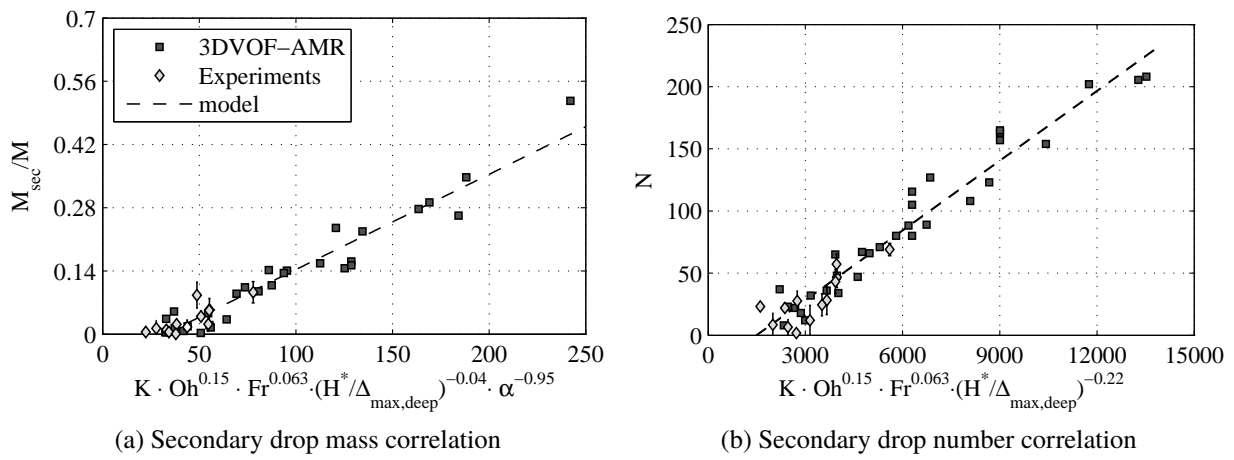 0.7
0.56
0.42
0.28
0.14
0
M_sec/M
3DVOF–AMR
Experiments
model
0 50 100 150 200 250
K · Oh^0.15 · Fr^0.063 ·(H^*/Δ_max,deep)^−0.04 · α^−0.95
(a) Secondary drop mass correlation
250
200
150
100
50
0
N
0 3000 6000 9000 12000 15000
K · Oh^0.15 · Fr^0.063 ·(H^*/Δ_max,deep)^−0.22
(b) Secondary drop number correlation